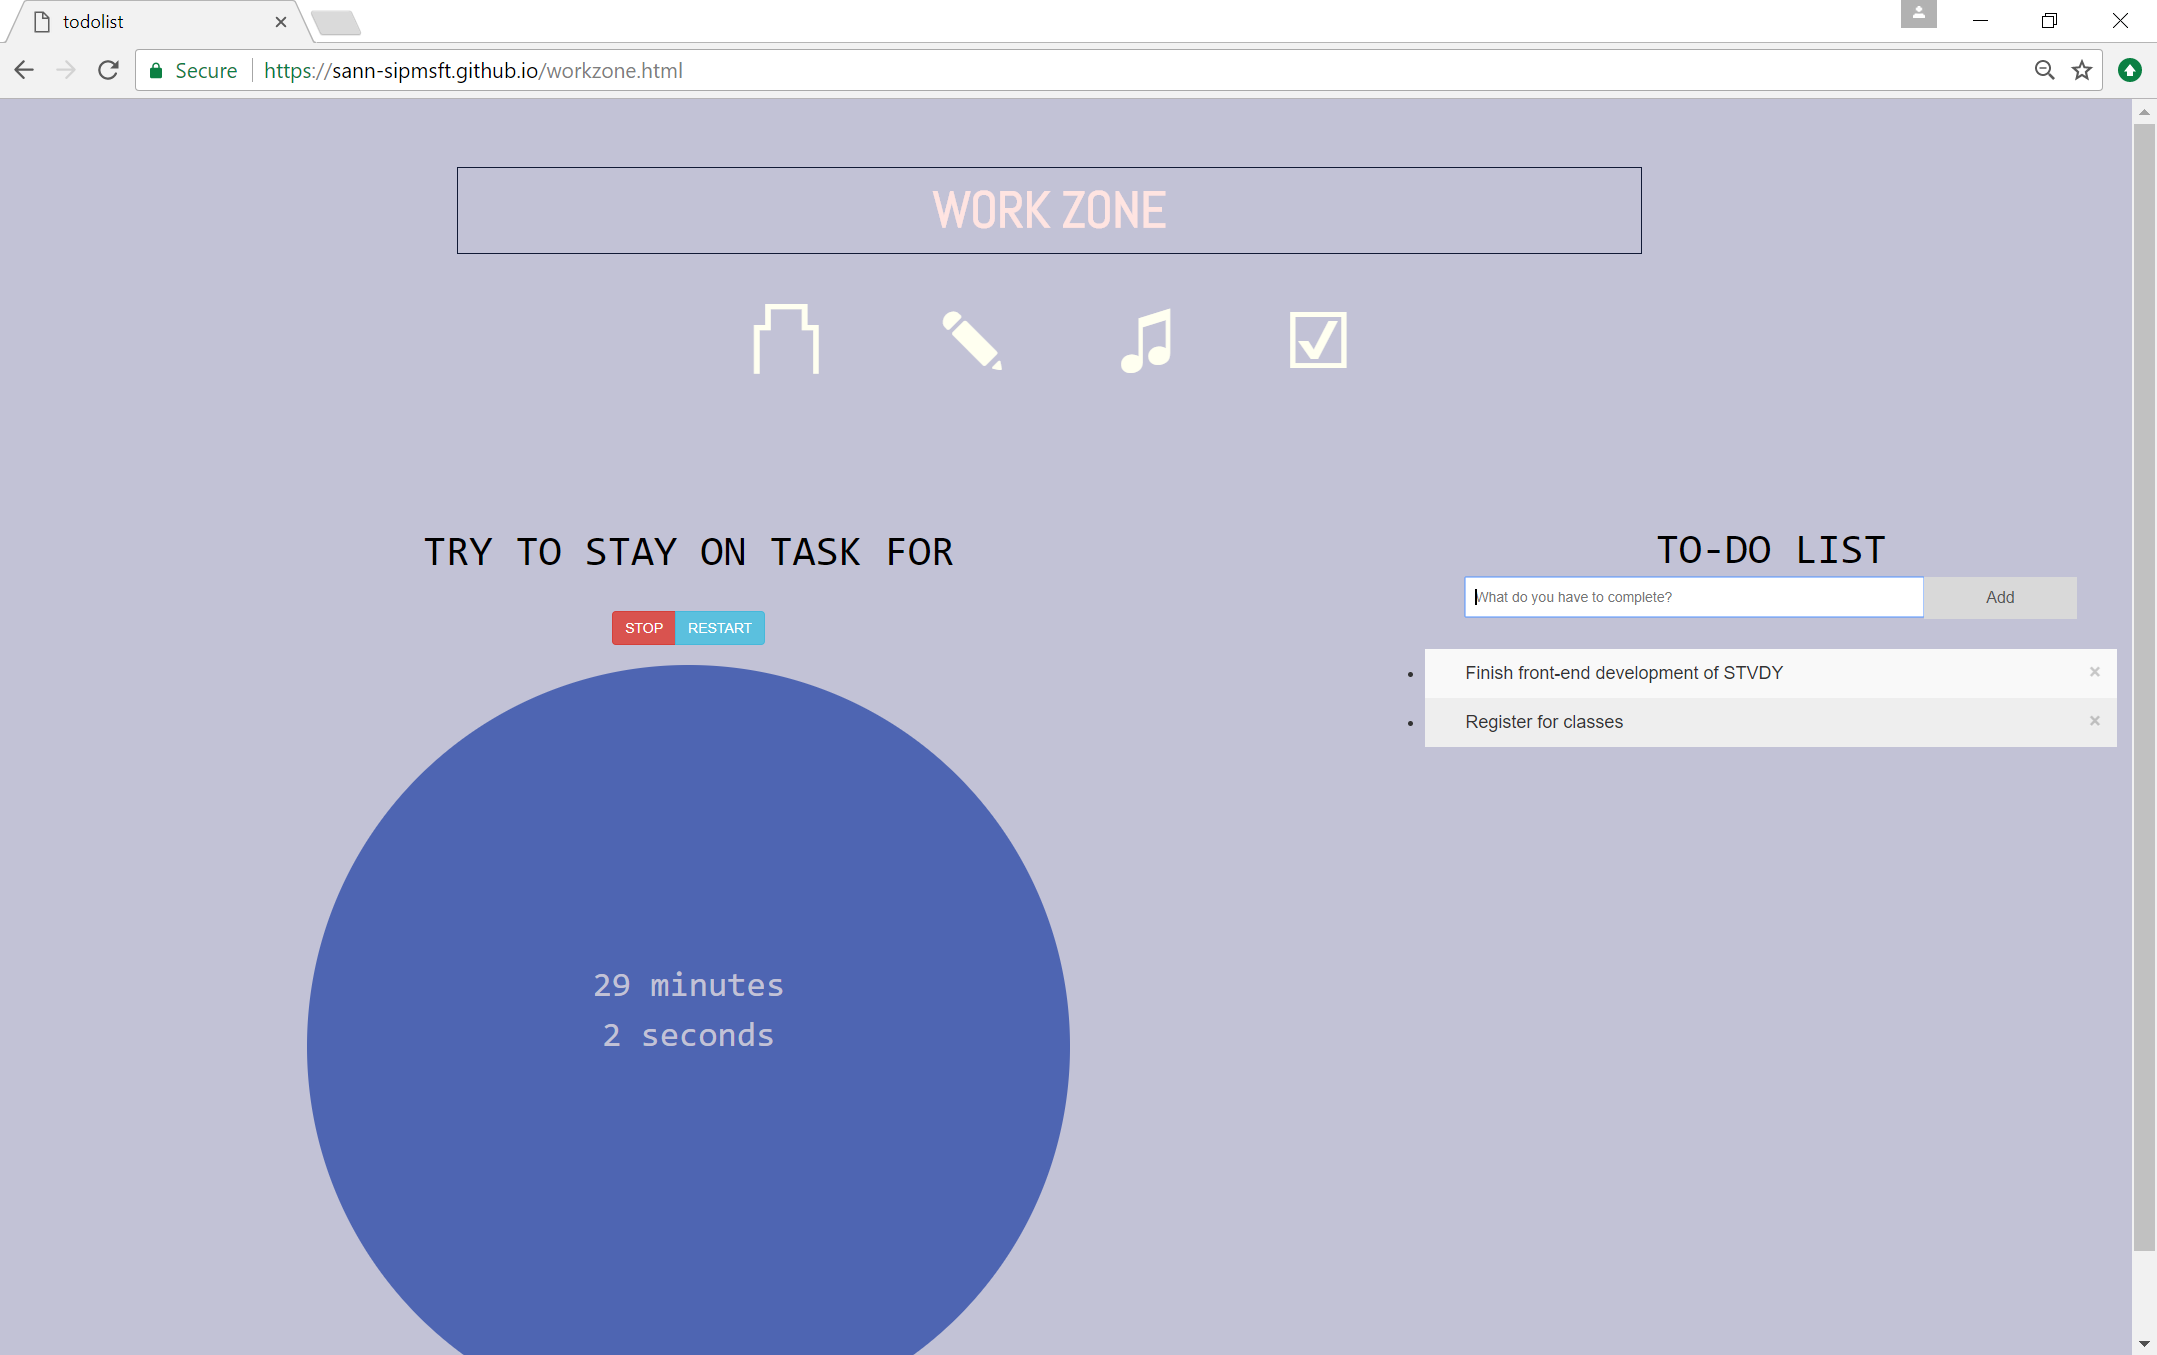 todolist
Secure
https://sann-sipmsft.github.io/workzone.html
WORK ZONE
TRY TO STAY ON TASK FOR
STOP RESTART
29 minutes
2 seconds
TO-DO LIST
What do you have to complete? Add
Finish front-end development of STVDY ×
Register for classes ×